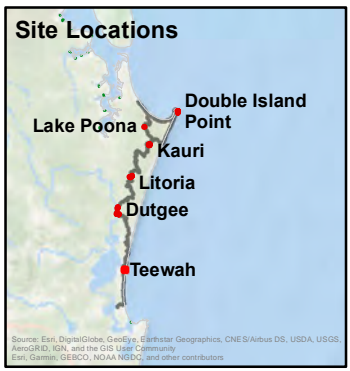 Site Locations
Double Island
Point
Lake Poona
Kauri
Litoria
Dutgee
Teewah
Source: Esri, DigitalGlobe, GeoEye, Earthstar Geographics, CNES/Airbus DS, USDA, USGS,
AeroGRID, IGN, and the GIS User Community
Esri, Garmin, GEBCO, NOAA NGDC, and other contributors